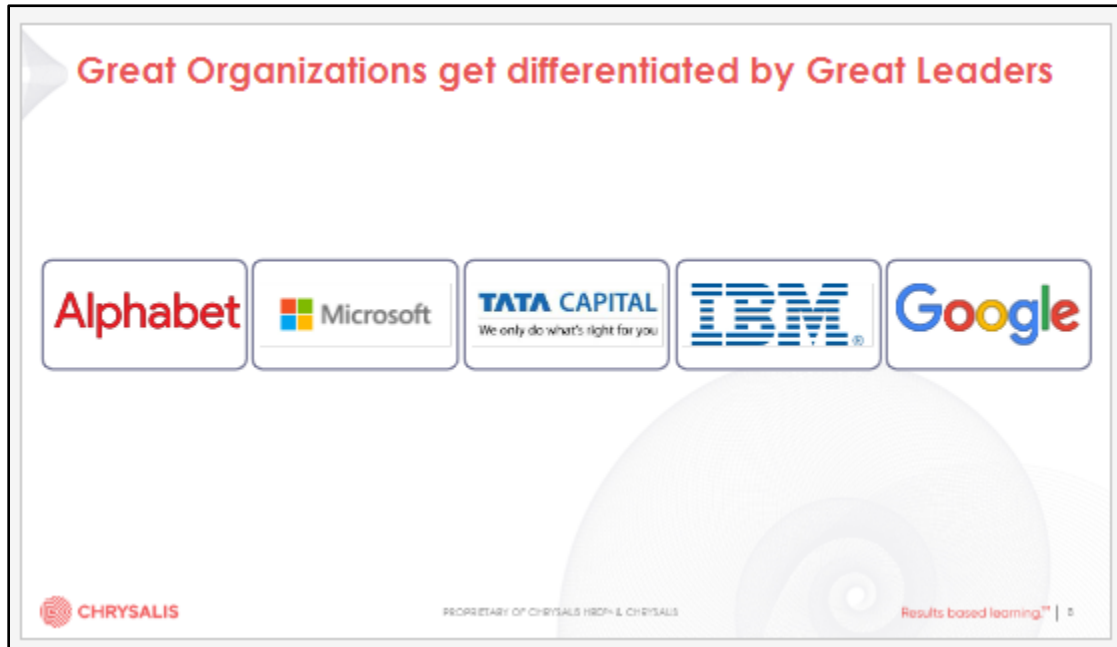 Great Organizations get differentiated by Great Leaders
Alphabet
Microsoft
TATA CAPITAL
We only do what's right for you
IBM®
Google
CHRYSALIS
PROPRIETARY OF CHRYSALIS & CHRYSALIS
Results based learning.™ |